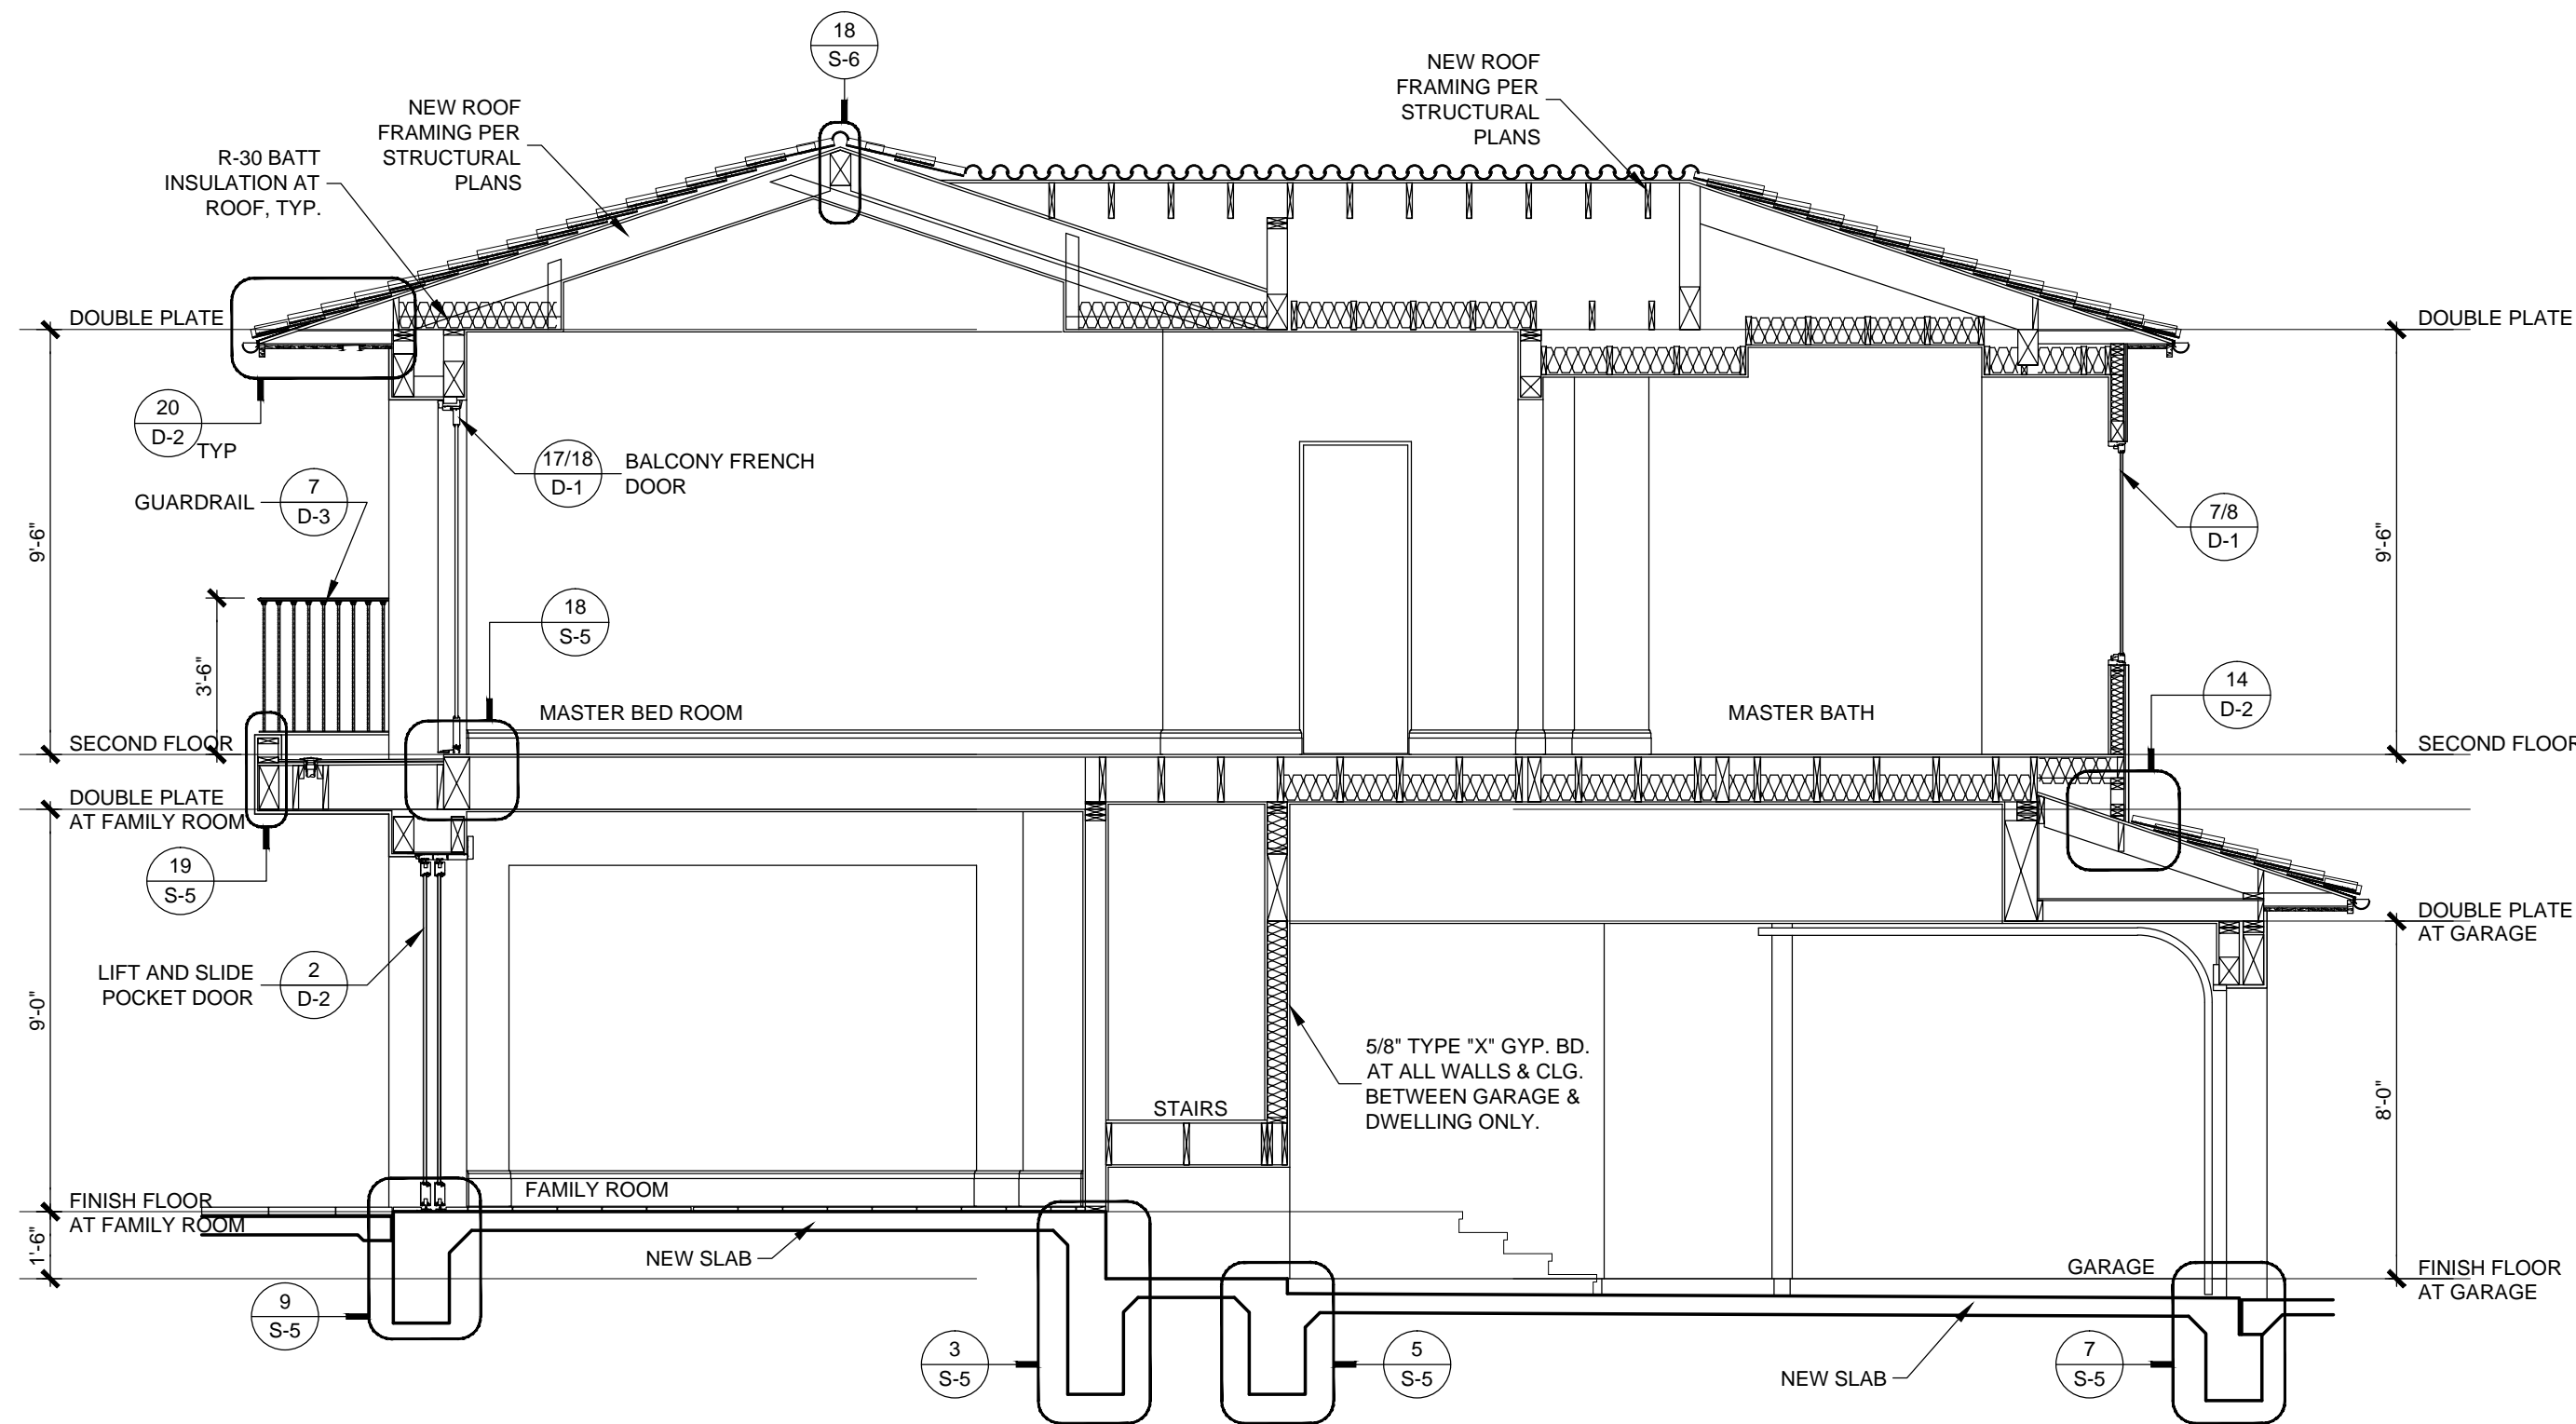 18
S-6
NEW ROOF
FRAMING PER
STRUCTURAL
PLANS
NEW ROOF
FRAMING PER
STRUCTURAL
PLANS
R-30 BATT
INSULATION AT
ROOF, TYP.
DOUBLE PLATE
DOUBLE PLATE
20
D-2
TYP
17/18
D-1
BALCONY FRENCH
DOOR
GUARDRAIL
7
D-3
7/8
D-1
9'-6"
9'-6"
3'-6"
18
S-5
14
D-2
MASTER BED ROOM
MASTER BATH
SECOND FLOOR
SECOND FLOOR
DOUBLE PLATE
AT FAMILY ROOM
19
S-5
DOUBLE PLATE
AT GARAGE
LIFT AND SLIDE
POCKET DOOR
2
D-2
9'-0"
8'-0"
5/8" TYPE "X" GYP. BD.
AT ALL WALLS & CLG.
BETWEEN GARAGE &
DWELLING ONLY.
STAIRS
FAMILY ROOM
FINISH FLOOR
AT FAMILY ROOM
1'-6"
NEW SLAB
GARAGE
FINISH FLOOR
AT GARAGE
9
S-5
3
S-5
5
S-5
NEW SLAB
7
S-5